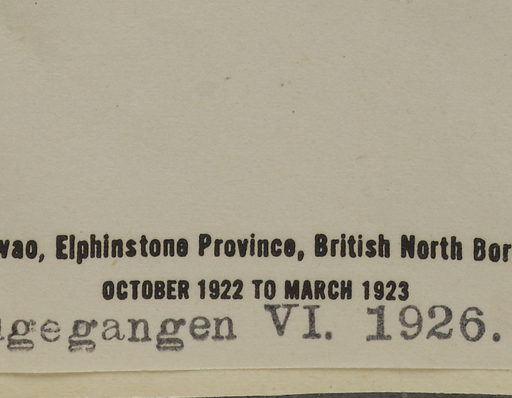 wao, Elphinstone Province, British North Bor
OCTOBER 1922 TO MARCH 1923
gegangen VI. 1926.